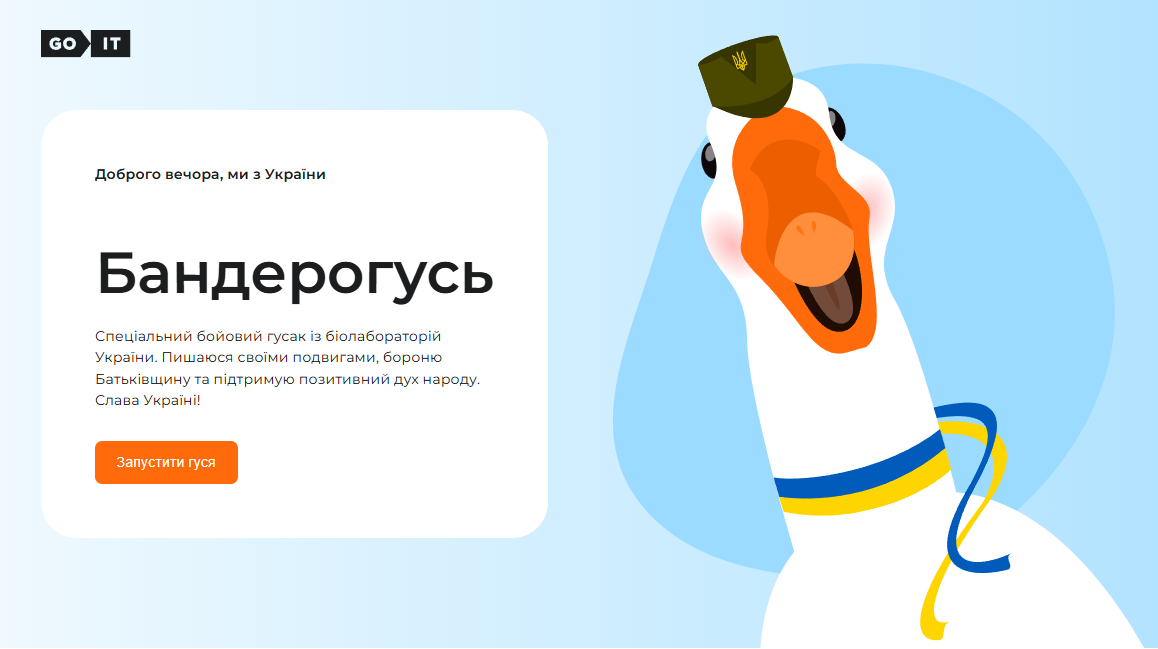 GO IT
Доброго вечора, ми з України
Бандерогусь
Спеціальний бойовий гусак із біолабораторій
України. Пишаюся своїми подвигами, бороню
Батьківщину та підтримую позитивний дух народу.
Слава Україні!
Запустити гуся